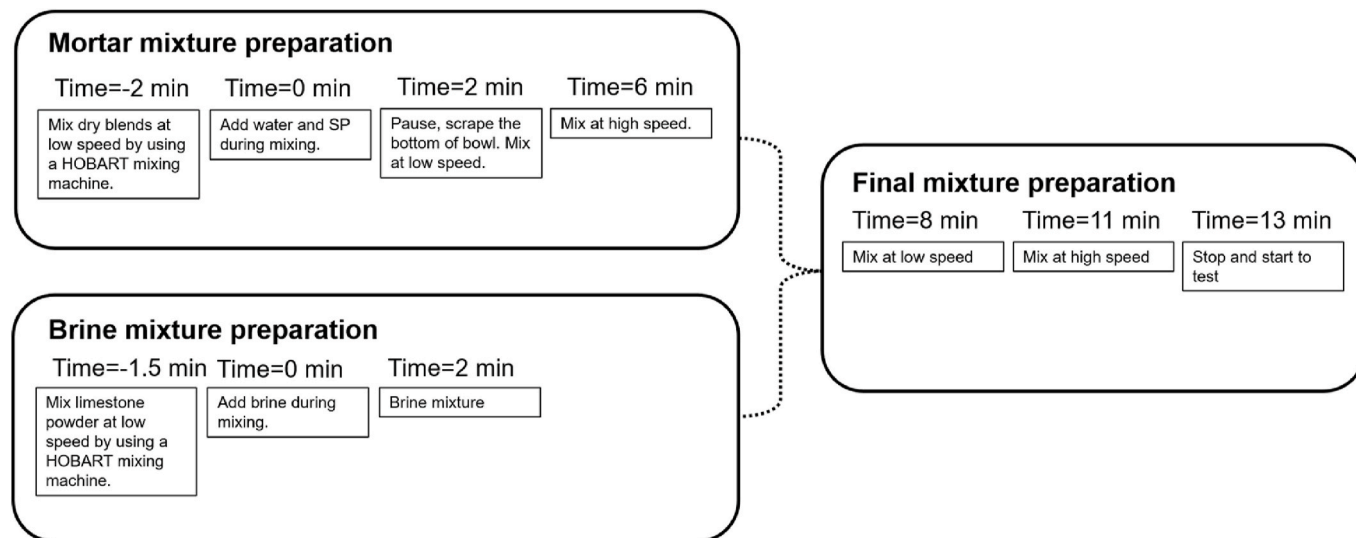 Mortar mixture preparation
Time=-2 min
Mix dry blends at
low speed by using
a HOBART mixing
machine.
Time=0 min
Add water and SP
during mixing.
Time=2 min
Pause, scrape the
bottom of bowl. Mix
at low speed.
Time=6 min
Mix at high speed.
Brine mixture preparation
Time=-1.5 min
Mix limestone
powder at low
speed by using a
HOBART mixing
machine.
Time=0 min
Add brine during
mixing.
Time=2 min
Brine mixture
Final mixture preparation
Time=8 min
Mix at low speed
Time=11 min
Mix at high speed
Time=13 min
Stop and start to
test